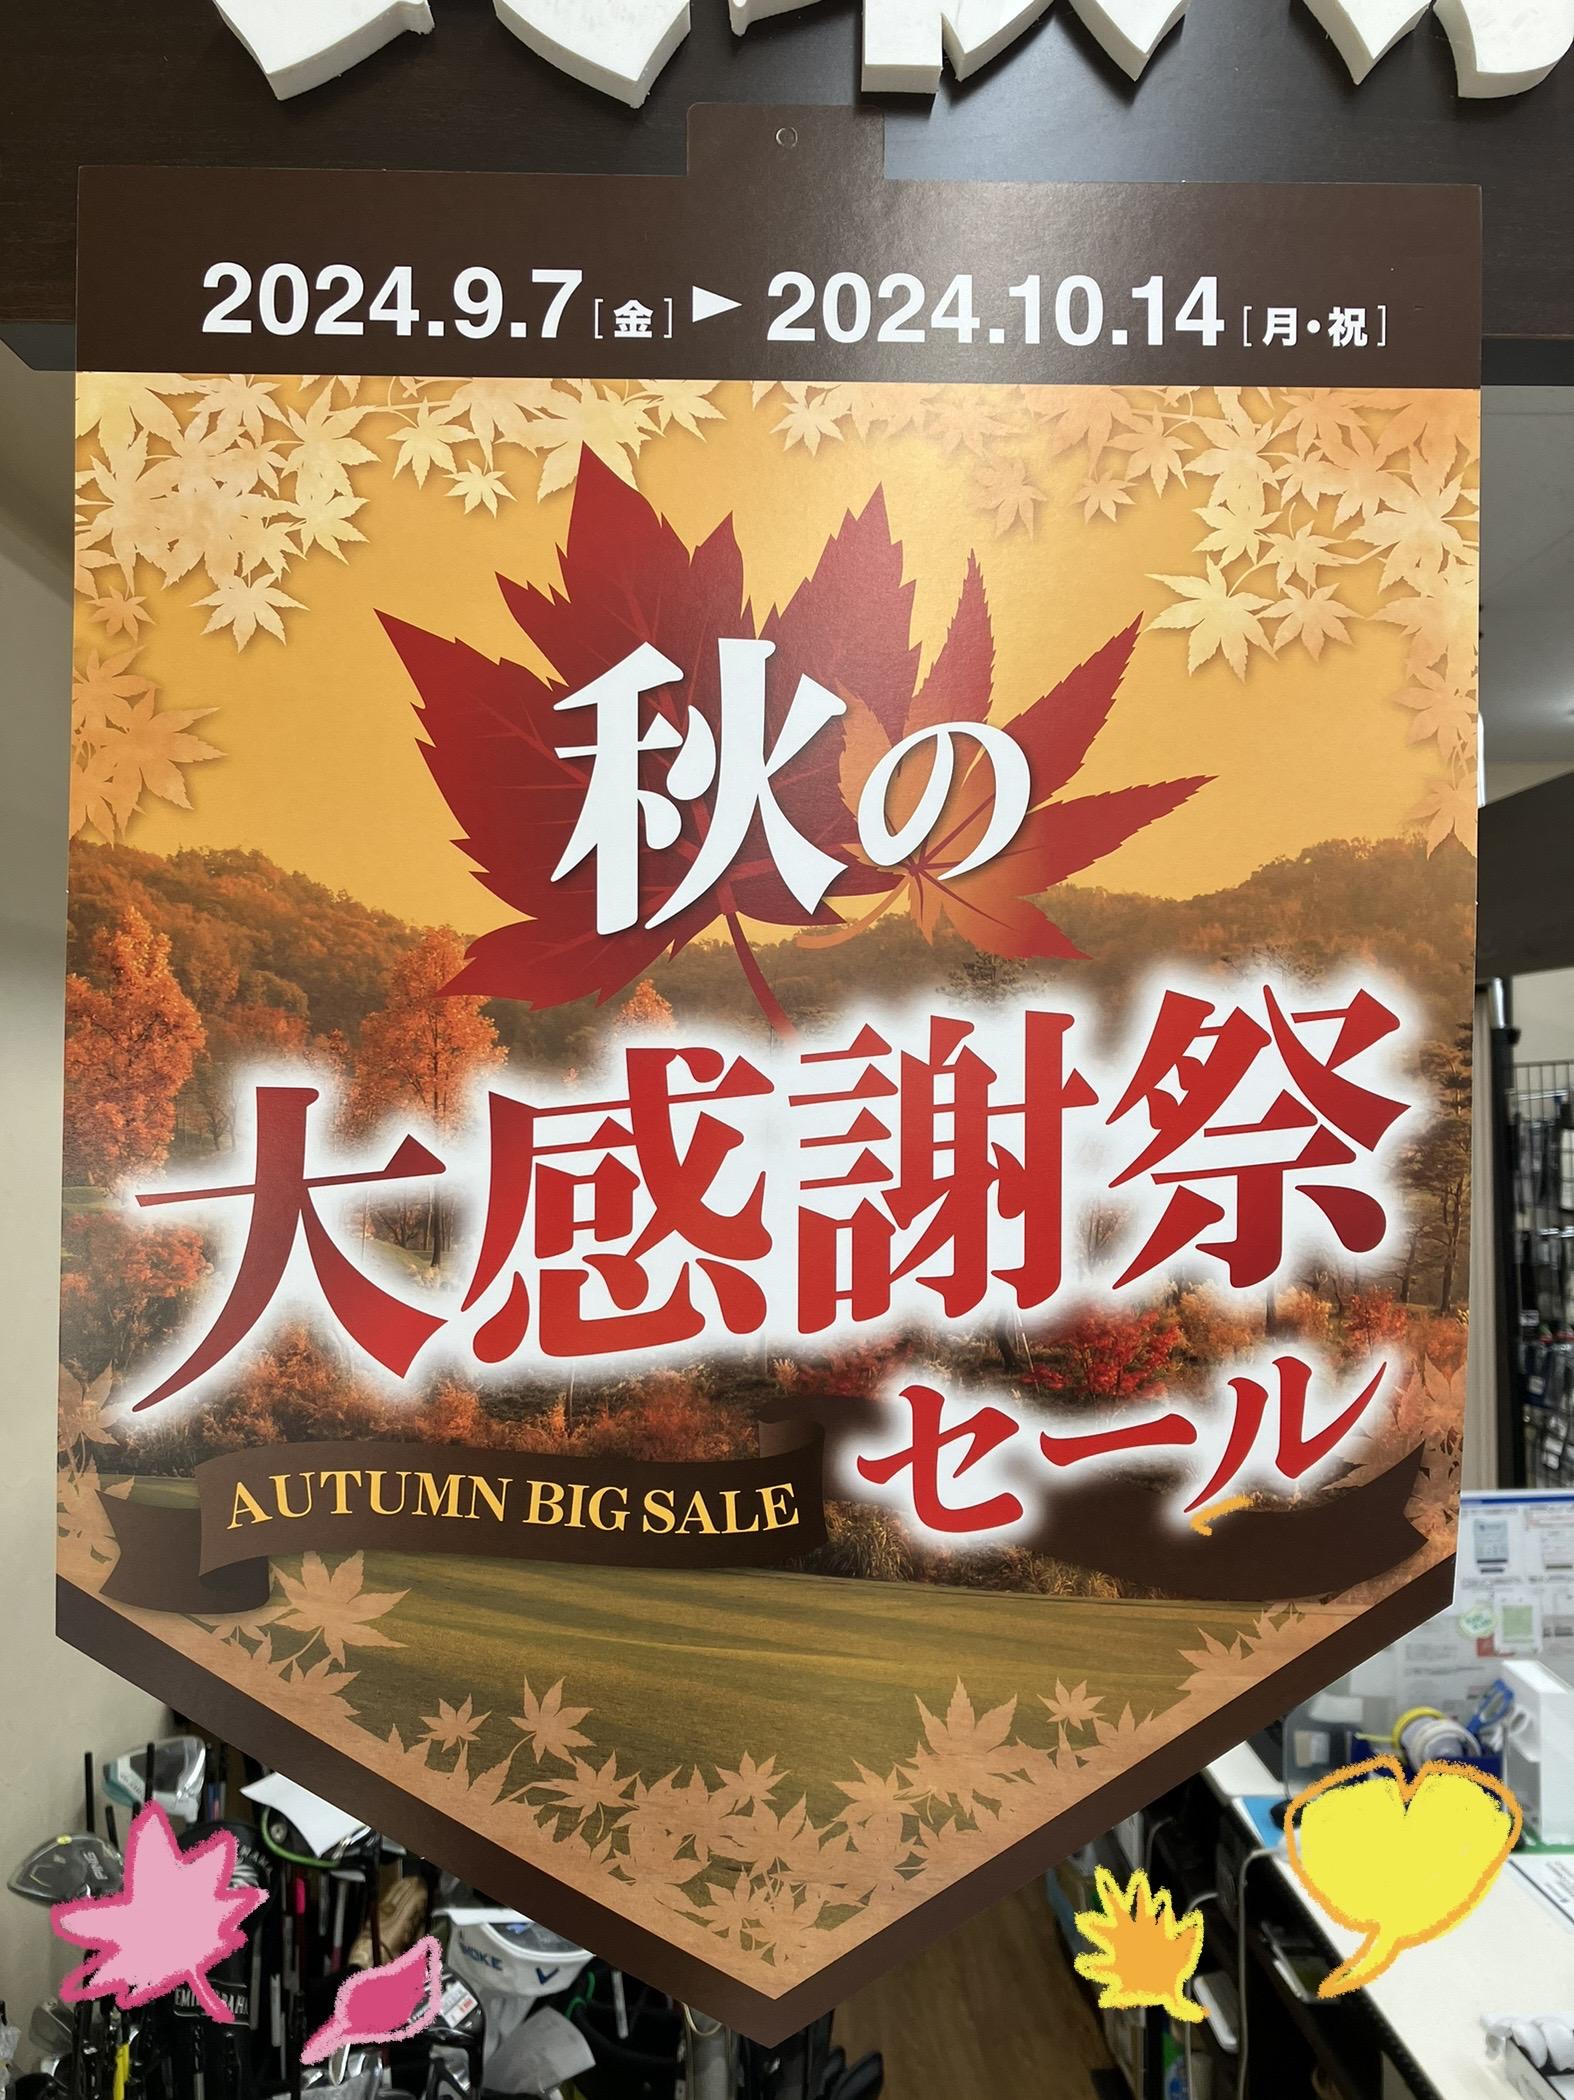 2024.9.7[金]▶2024.10.14[月・祝]
秋の
大感謝祭
セール
AUTUMN BIG SALE
PING